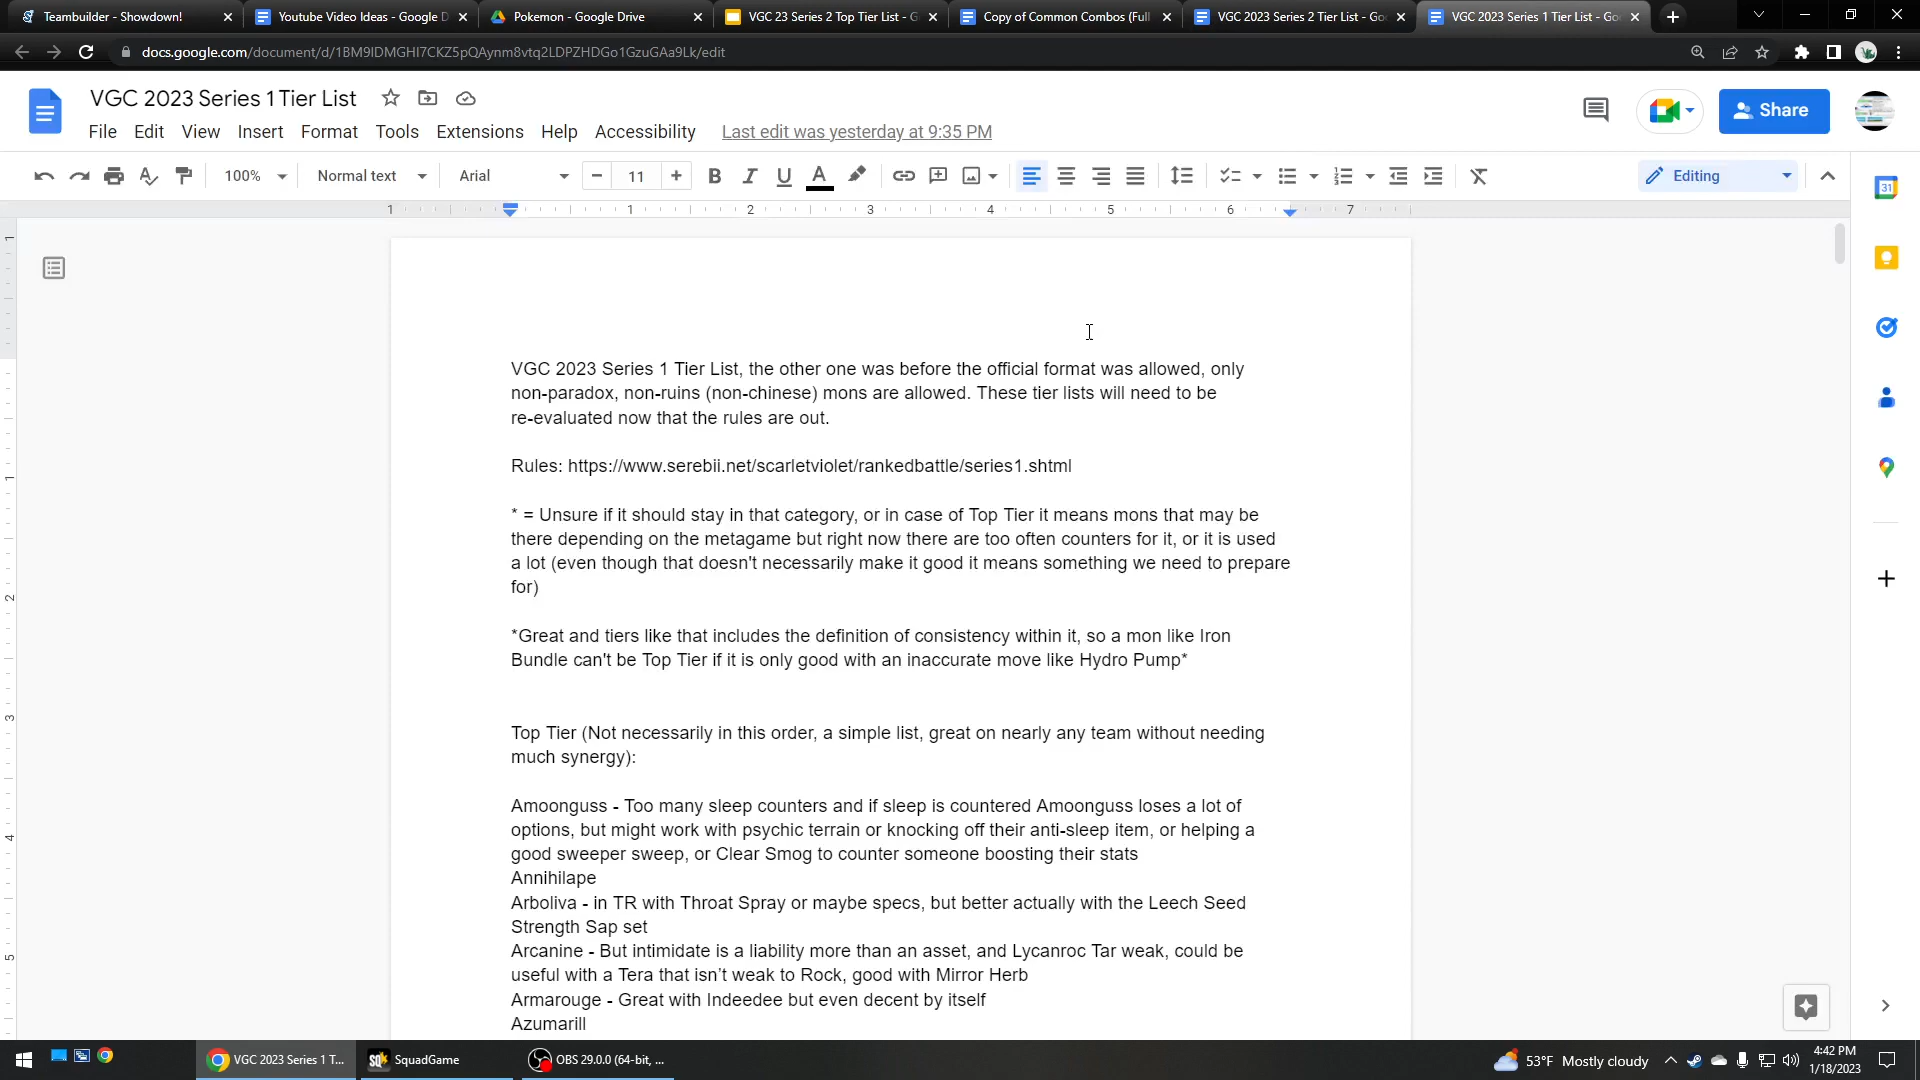 Teambuilder - Showdown!
Youtube Video Ideas - Google D
Pokemon - Google Drive
VGC 23 Series 2 Top Tier List - G
Copy of Common Combos (Full
VGC 2023 Series 2 Tier List - Goo
VGC 2023 Series 1 Tier List - Goo
docs.google.com/document/d/1BM9IDMGHI7CKZ5pQAynm8vtq2LDPZHDGo1GzuGAa9Lk/edit
VGC 2023 Series 1 Tier List
File Edit View Insert Format Tools Extensions Help Accessibility Last edit was yesterday at 9:35 PM
Share
100% Normal text Arial 11 Editing
1 1 2 3 4 5 6 7
VGC 2023 Series 1 Tier List, the other one was before the official format was allowed, only
non-paradox, non-ruins (non-chinese) mons are allowed. These tier lists will need to be
re-evaluated now that the rules are out.
Rules: https://www.serebii.net/scarletviolet/rankedbattle/series1.shtml
* = Unsure if it should stay in that category, or in case of Top Tier it means mons that may be
there depending on the metagame but right now there are too often counters for it, or it is used
a lot (even though that doesn't necessarily make it good it means something we need to prepare
for)
*Great and tiers like that includes the definition of consistency within it, so a mon like Iron
Bundle can't be Top Tier if it is only good with an inaccurate move like Hydro Pump*
Top Tier (Not necessarily in this order, a simple list, great on nearly any team without needing
much synergy):
Amoonguss - Too many sleep counters and if sleep is countered Amoonguss loses a lot of
options, but might work with psychic terrain or knocking off their anti-sleep item, or helping a
good sweeper sweep, or Clear Smog to counter someone boosting their stats
Annihilape
Arboliva - in TR with Throat Spray or maybe specs, but better actually with the Leech Seed
Strength Sap set
Arcanine - But intimidate is a liability more than an asset, and Lycanroc Tar weak, could be
useful with a Tera that isn’t weak to Rock, good with Mirror Herb
Armarouge - Great with Indeedee but even decent by itself
Azumarill
VGC 2023 Series 1 T...
SquadGame
OBS 29.0.0 (64-bit, ...
53°F Mostly cloudy
4:42 PM
1/18/2023